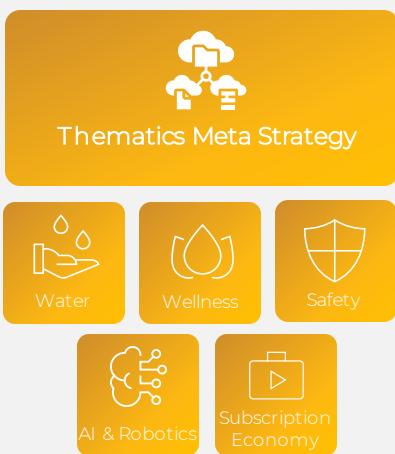 Thematics Meta Strategy
Water
Wellness
Safety
AI & Robotics
Subscription
Economy